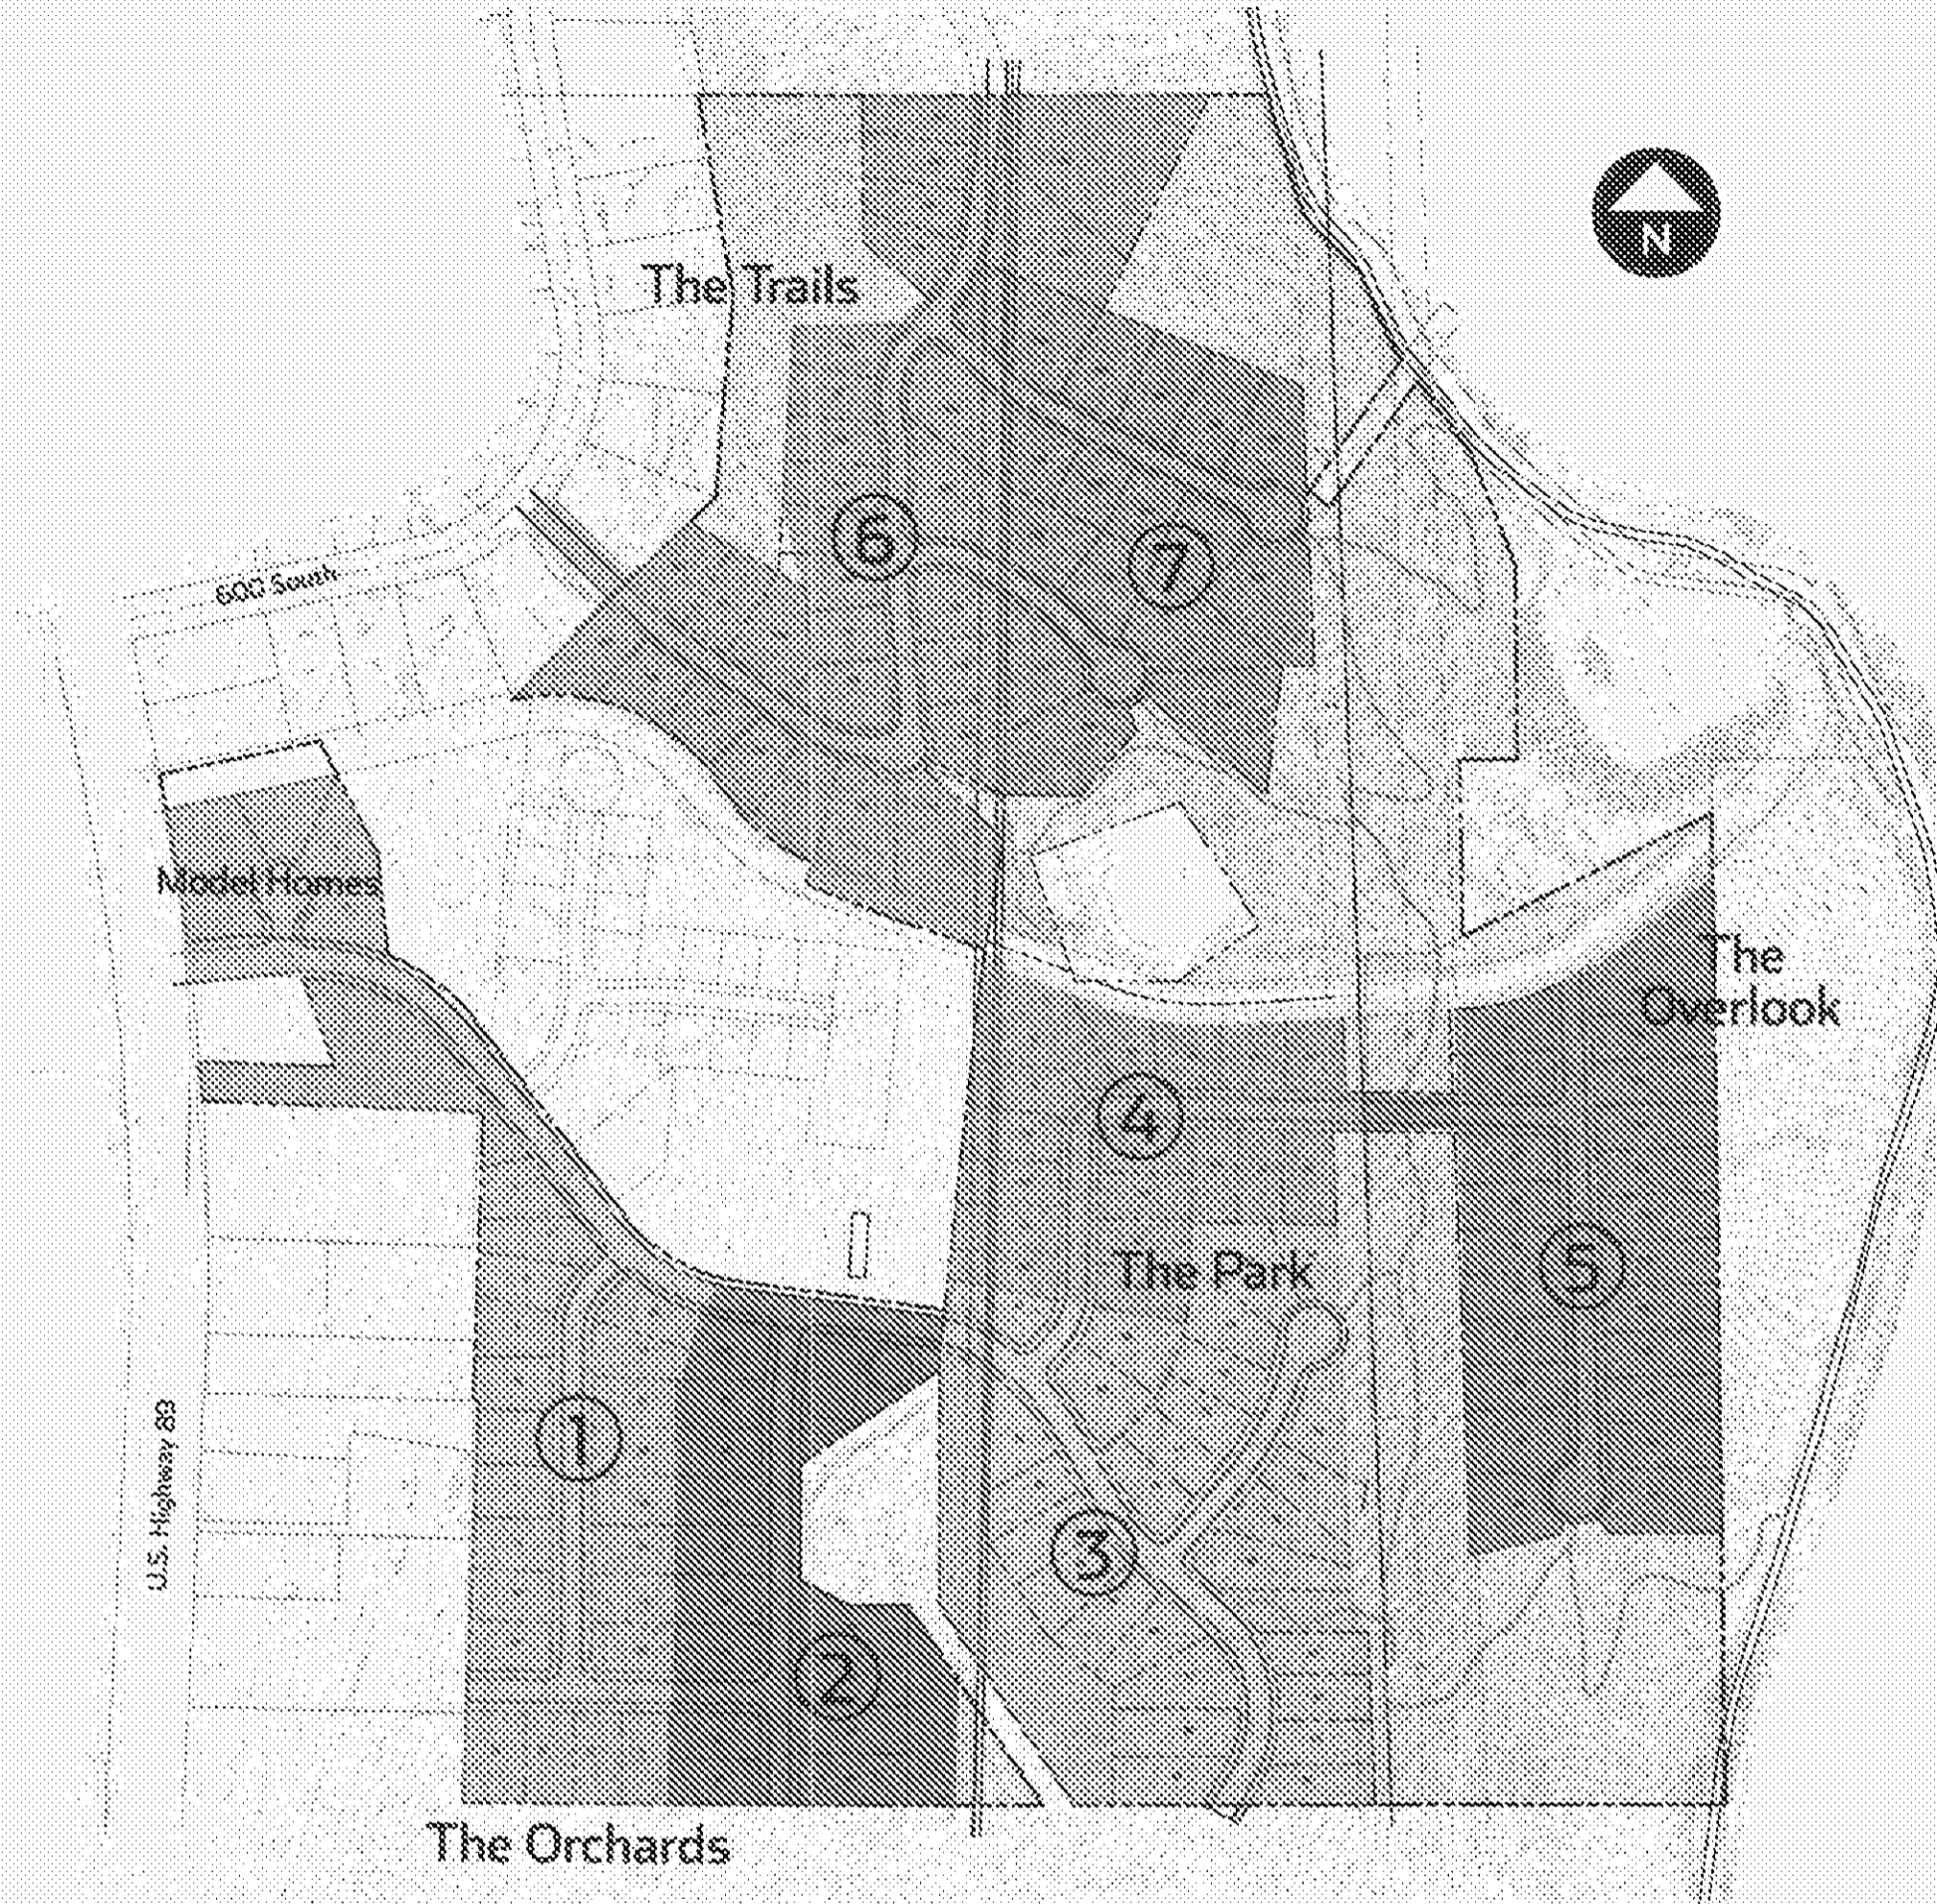 N
The Trails
6
7
600 South
Model Homes
The
Overlook
4
The Park
5
1
3
2
U.S. Highway 89
The Orchards